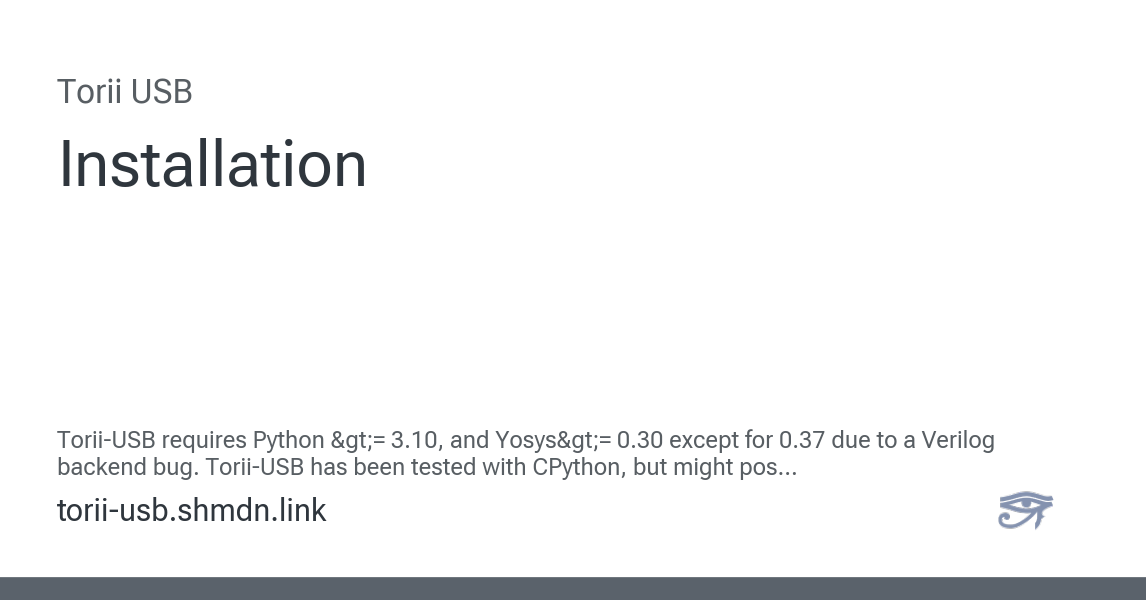 Torii USB
Installation
Torii-USB requires Python &gt;= 3.10, and Yosys&gt;= 0.30 except for 0.37 due to a Verilog
backend bug. Torii-USB has been tested with CPython, but might pos...
torii-usb.shmdn.link